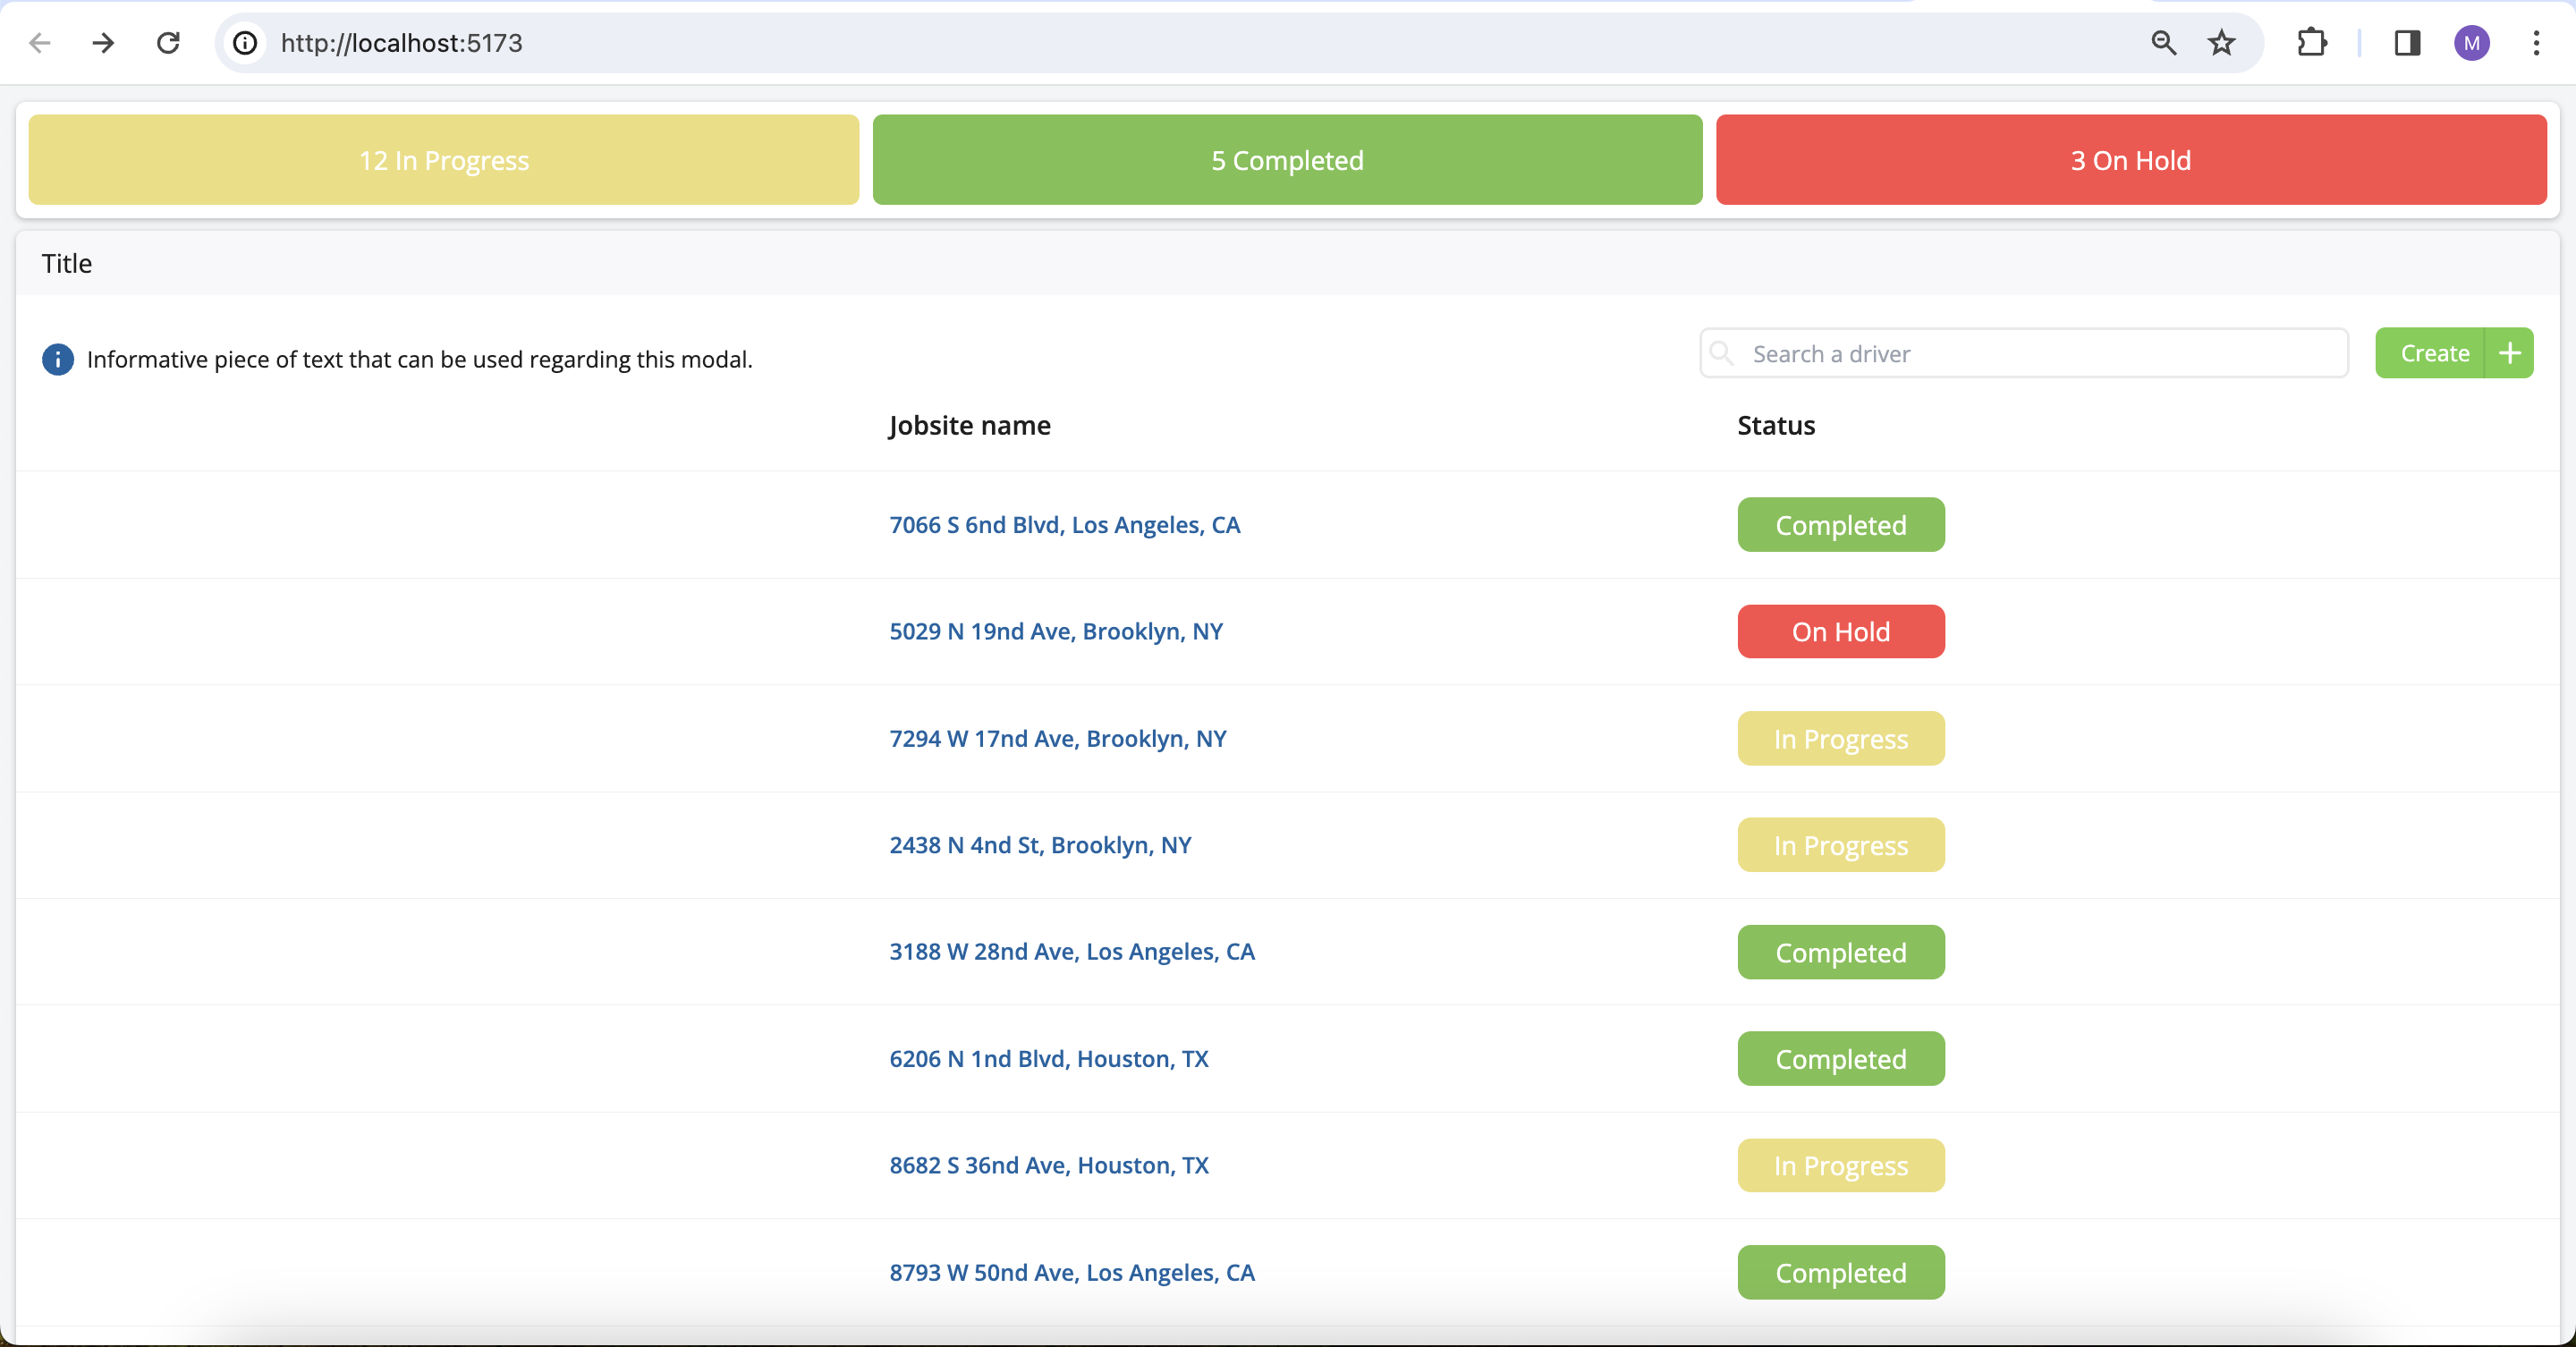 http://localhost:5173
M
12 In Progress
5 Completed
3 On Hold
Title
Informative piece of text that can be used regarding this modal.
Search a driver
Create
Jobsite name Status
7066 S 6nd Blvd, Los Angeles, CA Completed
5029 N 19nd Ave, Brooklyn, NY On Hold
7294 W 17nd Ave, Brooklyn, NY In Progress
2438 N 4nd St, Brooklyn, NY In Progress
3188 W 28nd Ave, Los Angeles, CA Completed
6206 N 1nd Blvd, Houston, TX Completed
8682 S 36nd Ave, Houston, TX In Progress
8793 W 50nd Ave, Los Angeles, CA Completed